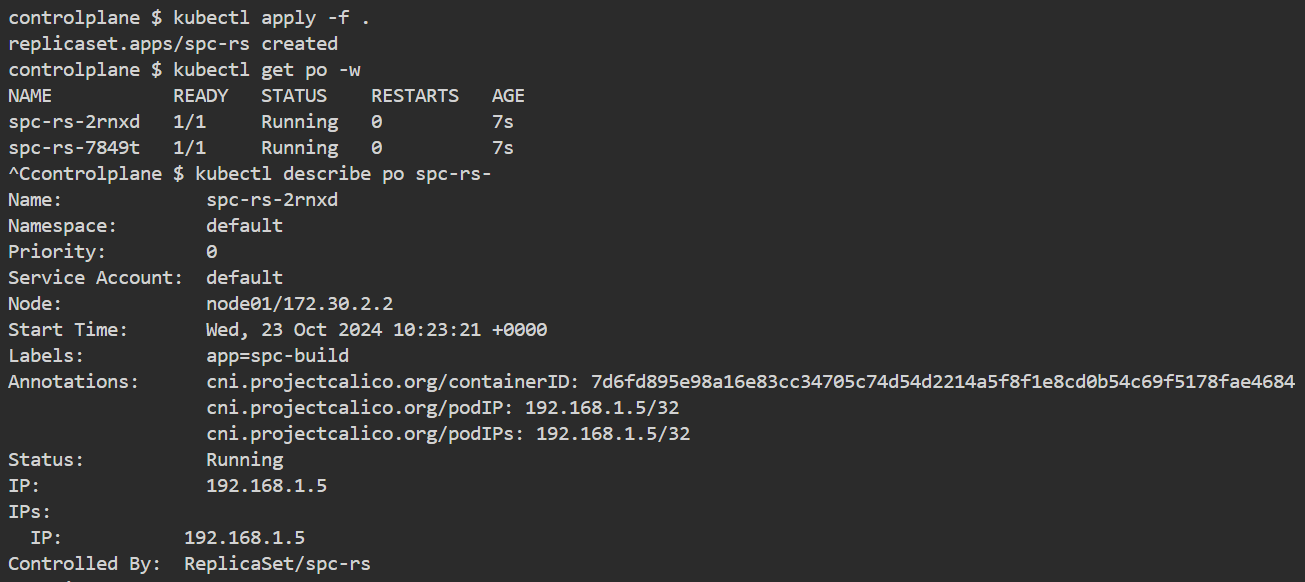 controlplane $ kubectl apply -f .
replicaset.apps/spc-rs created
controlplane $ kubectl get po -w
NAME           READY   STATUS    RESTARTS   AGE
spc-rs-2rnxd   1/1     Running   0          7s
spc-rs-7849t   1/1     Running   0          7s
^Ccontrolplane $ kubectl describe po spc-rs-
Name:             spc-rs-2rnxd
Namespace:        default
Priority:         0
Service Account:  default
Node:             node01/172.30.2.2
Start Time:       Wed, 23 Oct 2024 10:23:21 +0000
Labels:           app=spc-build
Annotations:      cni.projectcalico.org/containerID: 7d6fd895e98a16e83cc34705c74d54d2214a5f8f1e8cd0b54c69f5178fae4684
                  cni.projectcalico.org/podIP: 192.168.1.5/32
                  cni.projectcalico.org/podIPs: 192.168.1.5/32
Status:           Running
IP:               192.168.1.5
IPs:
  IP:           192.168.1.5
Controlled By:  ReplicaSet/spc-rs